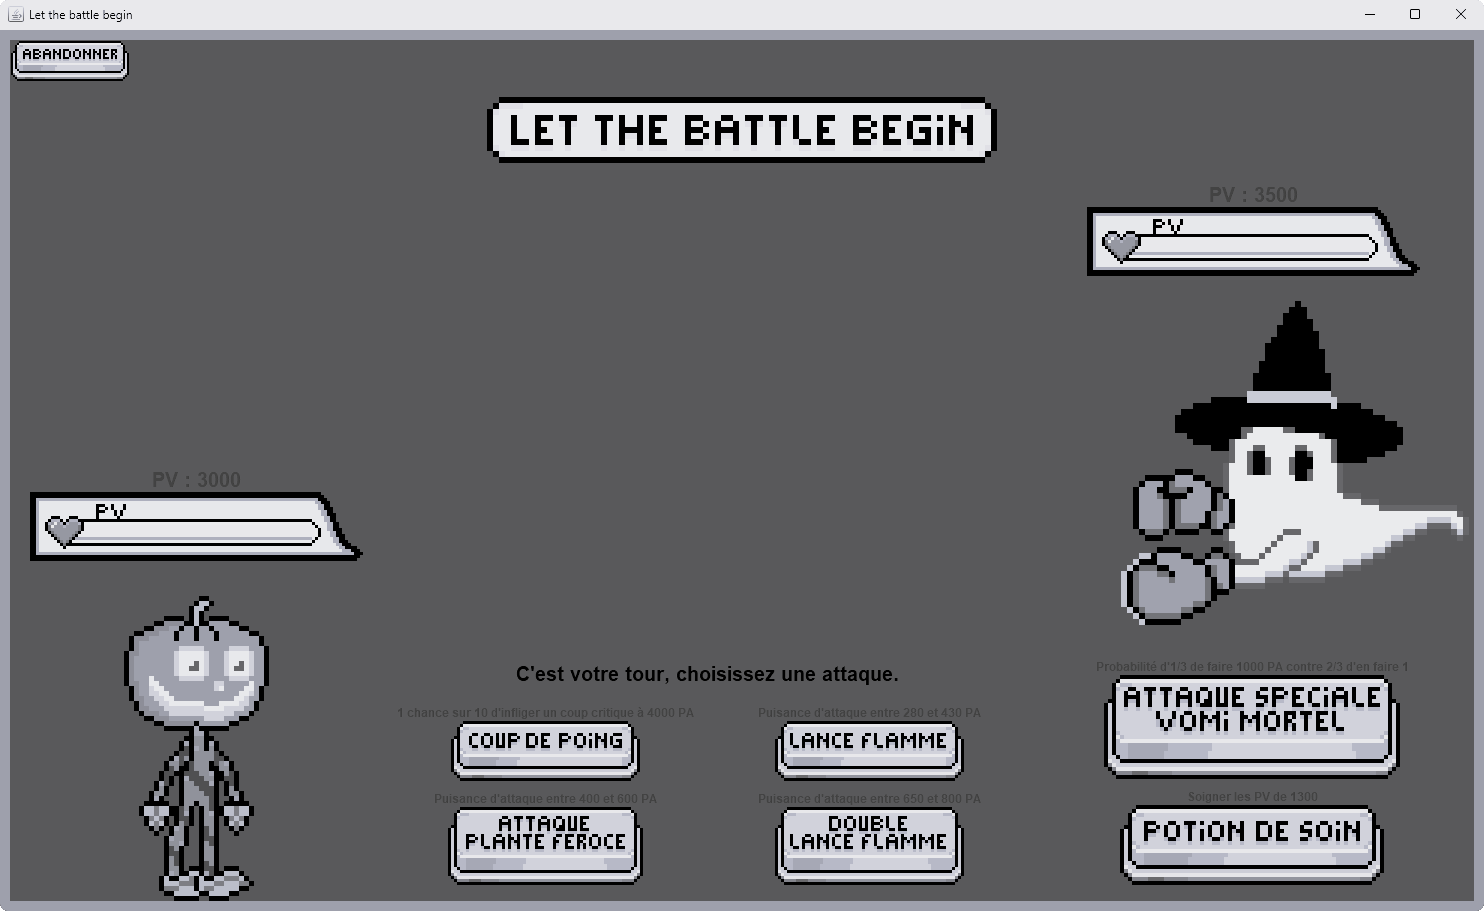 Let the battle begin
ABANDONNER
LET THE BATTLE BEGiN
PV : 3500
PV
PV : 3000
PV
C'est votre tour, choisissez une attaque.
Probabilité d'1/3 de faire 1000 PA contre 2/3 d'en faire 1
ATTAQUE SPECiALE
VOMi MORTEL
1 chance sur 10 d'infliger un coup critique à 4000 PA
COUP DE POiNG
Puisance d'attaque entre 280 et 430 PA
LANCE FLAMME
Puisance d'attaque entre 400 et 600 PA
ATTAQUE
PLANTE FEROCE
Puisance d'attaque entre 650 et 800 PA
DOUBLE
LANCE FLAMME
Soigner les PV de 1300
POTiON DE SOiN